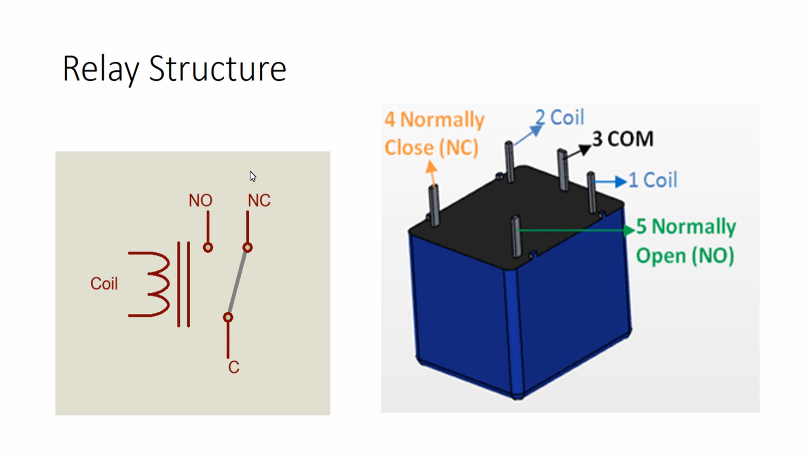 Relay Structure
NO NC
Coil
C
4 Normally
Close (NC)
2 Coil
3 COM
1 Coil
5 Normally
Open (NO)